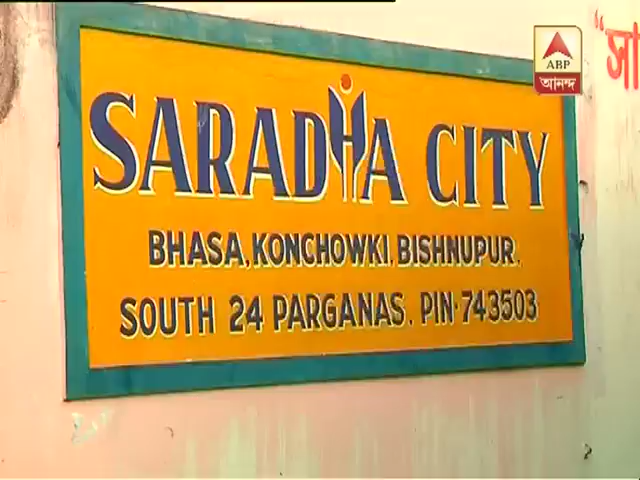 SARADHA CITY
BHASA, KONCHOWKI, BISHNUPUR.
SOUTH 24 PARGANAS. PIN-743503
ABP
আনন্দ
"সা